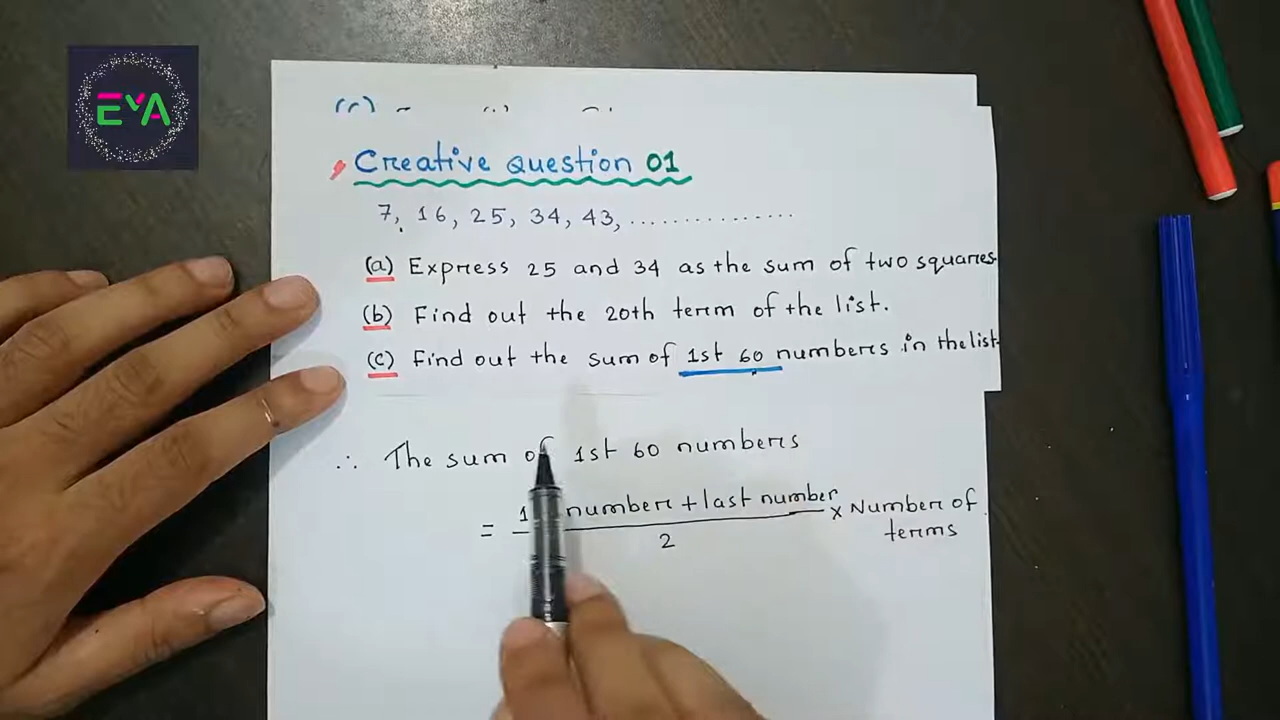 EYA
Creative question 01
7, 16, 25, 34, 43, ...............
(a) Express 25 and 34 as the sum of two squares
(b) Find out the 20th term of the list.
(c) Find out the sum of 1st 60 numbers in the list
∴ The sum of 1st 60 numbers
= number + last number × Number of
2 terms